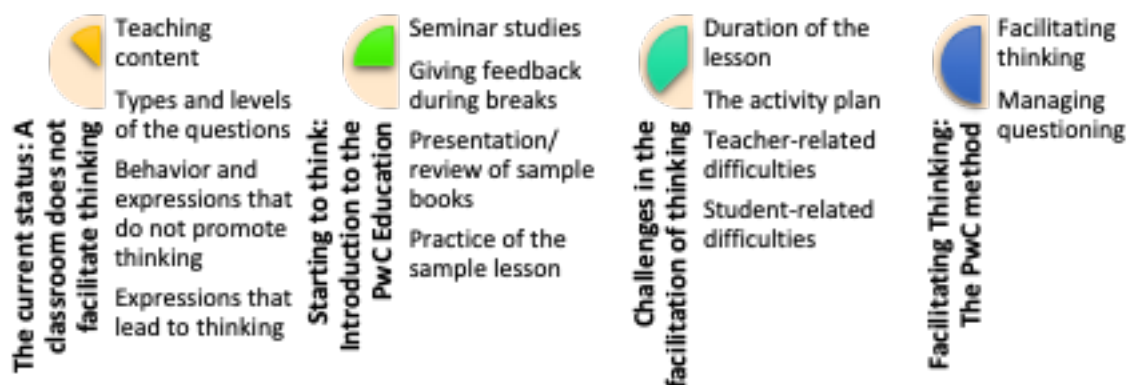 The current status: A
classroom does not
facilitate thinking
Teaching
content
Types and levels
of the questions
Behavior and
expressions that
do not promote
thinking
Expressions that
lead to thinking
Starting to think:
Introduction to the
PwC Education
Seminar studies
Giving feedback
during breaks
Presentation/
review of sample
books
Practice of the
sample lesson
Challenges in the
facilitation of thinking
Duration of the
lesson
The activity plan
Teacher-related
difficulties
Student-related
difficulties
Facilitating Thinking:
The PwC method
Facilitating
thinking
Managing
questioning